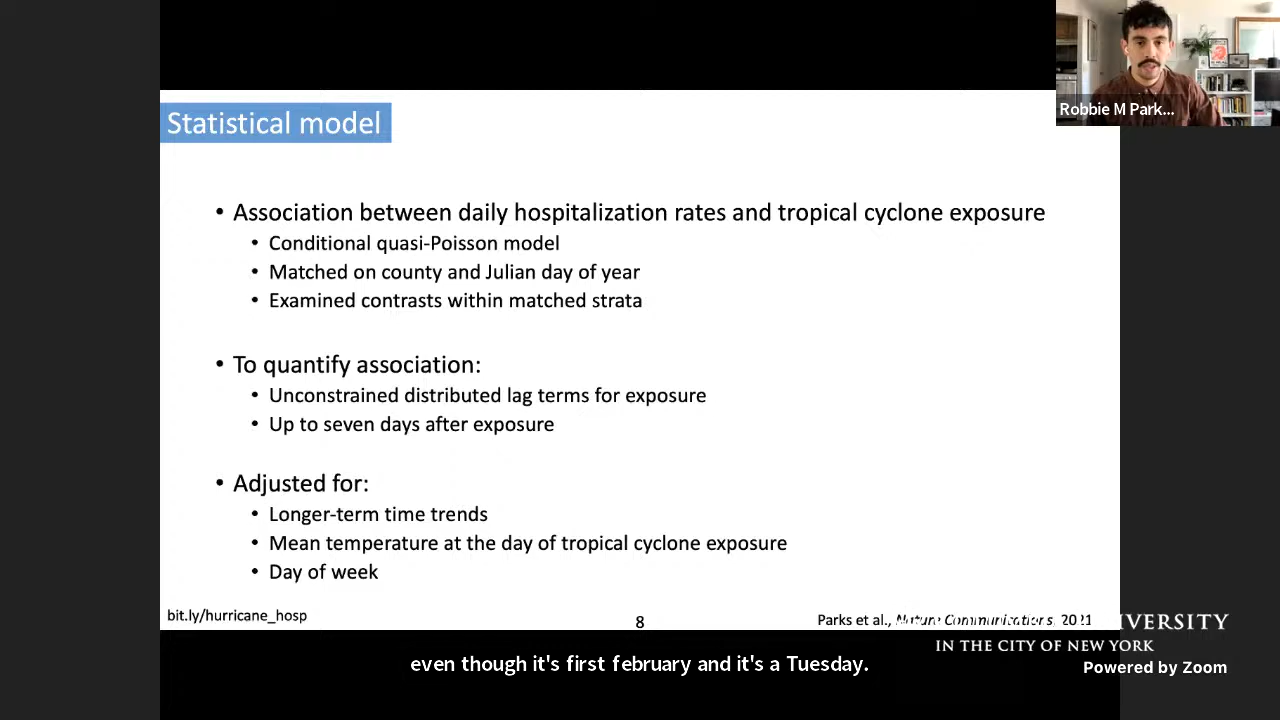 Statistical model
Robbie M Park...
• Association between daily hospitalization rates and tropical cyclone exposure
• Conditional quasi-Poisson model
• Matched on county and Julian day of year
• Examined contrasts within matched strata
• To quantify association:
• Unconstrained distributed lag terms for exposure
• Up to seven days after exposure
• Adjusted for:
• Longer-term time trends
• Mean temperature at the day of tropical cyclone exposure
• Day of week
bit.ly/hurricane_hosp
8
Parks et al., Nature Communications, 2021
IVERSITY
IN THE CITY OF NEW YORK
even though it's first february and it's a Tuesday.
Powered by Zoom